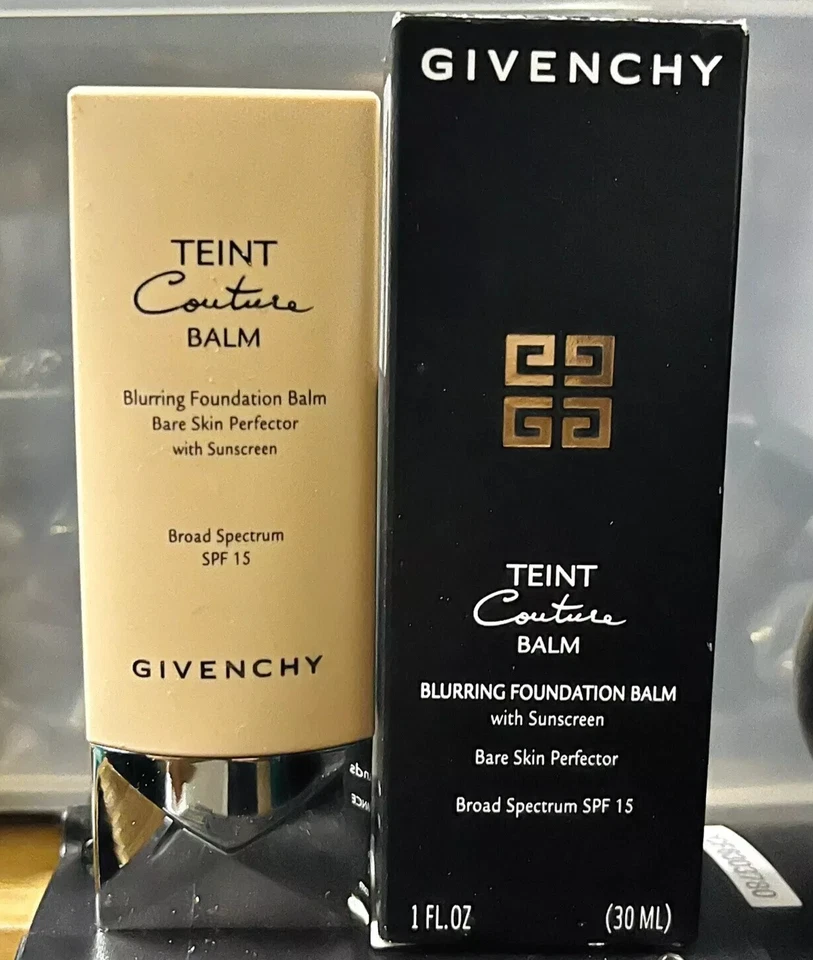 TEINT
Couture
BALM
Blurring Foundation Balm
Bare Skin Perfector
with Sunscreen
Broad Spectrum
SPF 15
GIVENCHY
GIVENCHY
TEINT
Couture
BALM
BLURRING FOUNDATION BALM
with Sunscreen
Bare Skin Perfector
Broad Spectrum SPF 15
1 FL.OZ (30 ML)